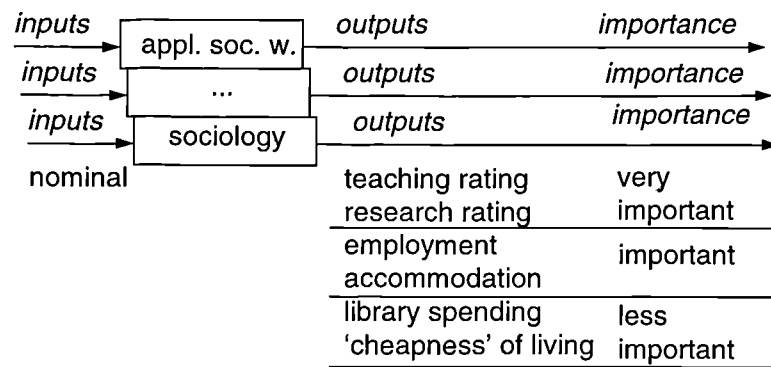 inputs appl. soc. w. outputs importance
inputs ... outputs importance
inputs sociology outputs importance
nominal teaching rating very
research rating important
employment important
accommodation
library spending less
'cheapness' of living important